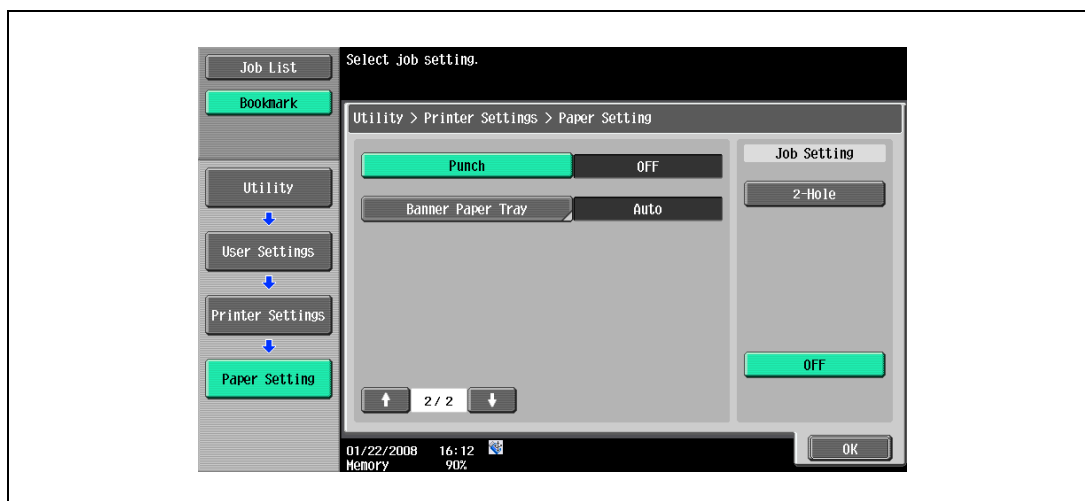 Job List
Select job setting.
Bookmark
Utility > Printer Settings > Paper Setting
Punch
OFF
Job Setting
Utility
2-Hole
Banner Paper Tray
Auto
User Settings
Printer Settings
Paper Setting
OFF
2/2
01/22/2008 16:12
Memory 90%
OK